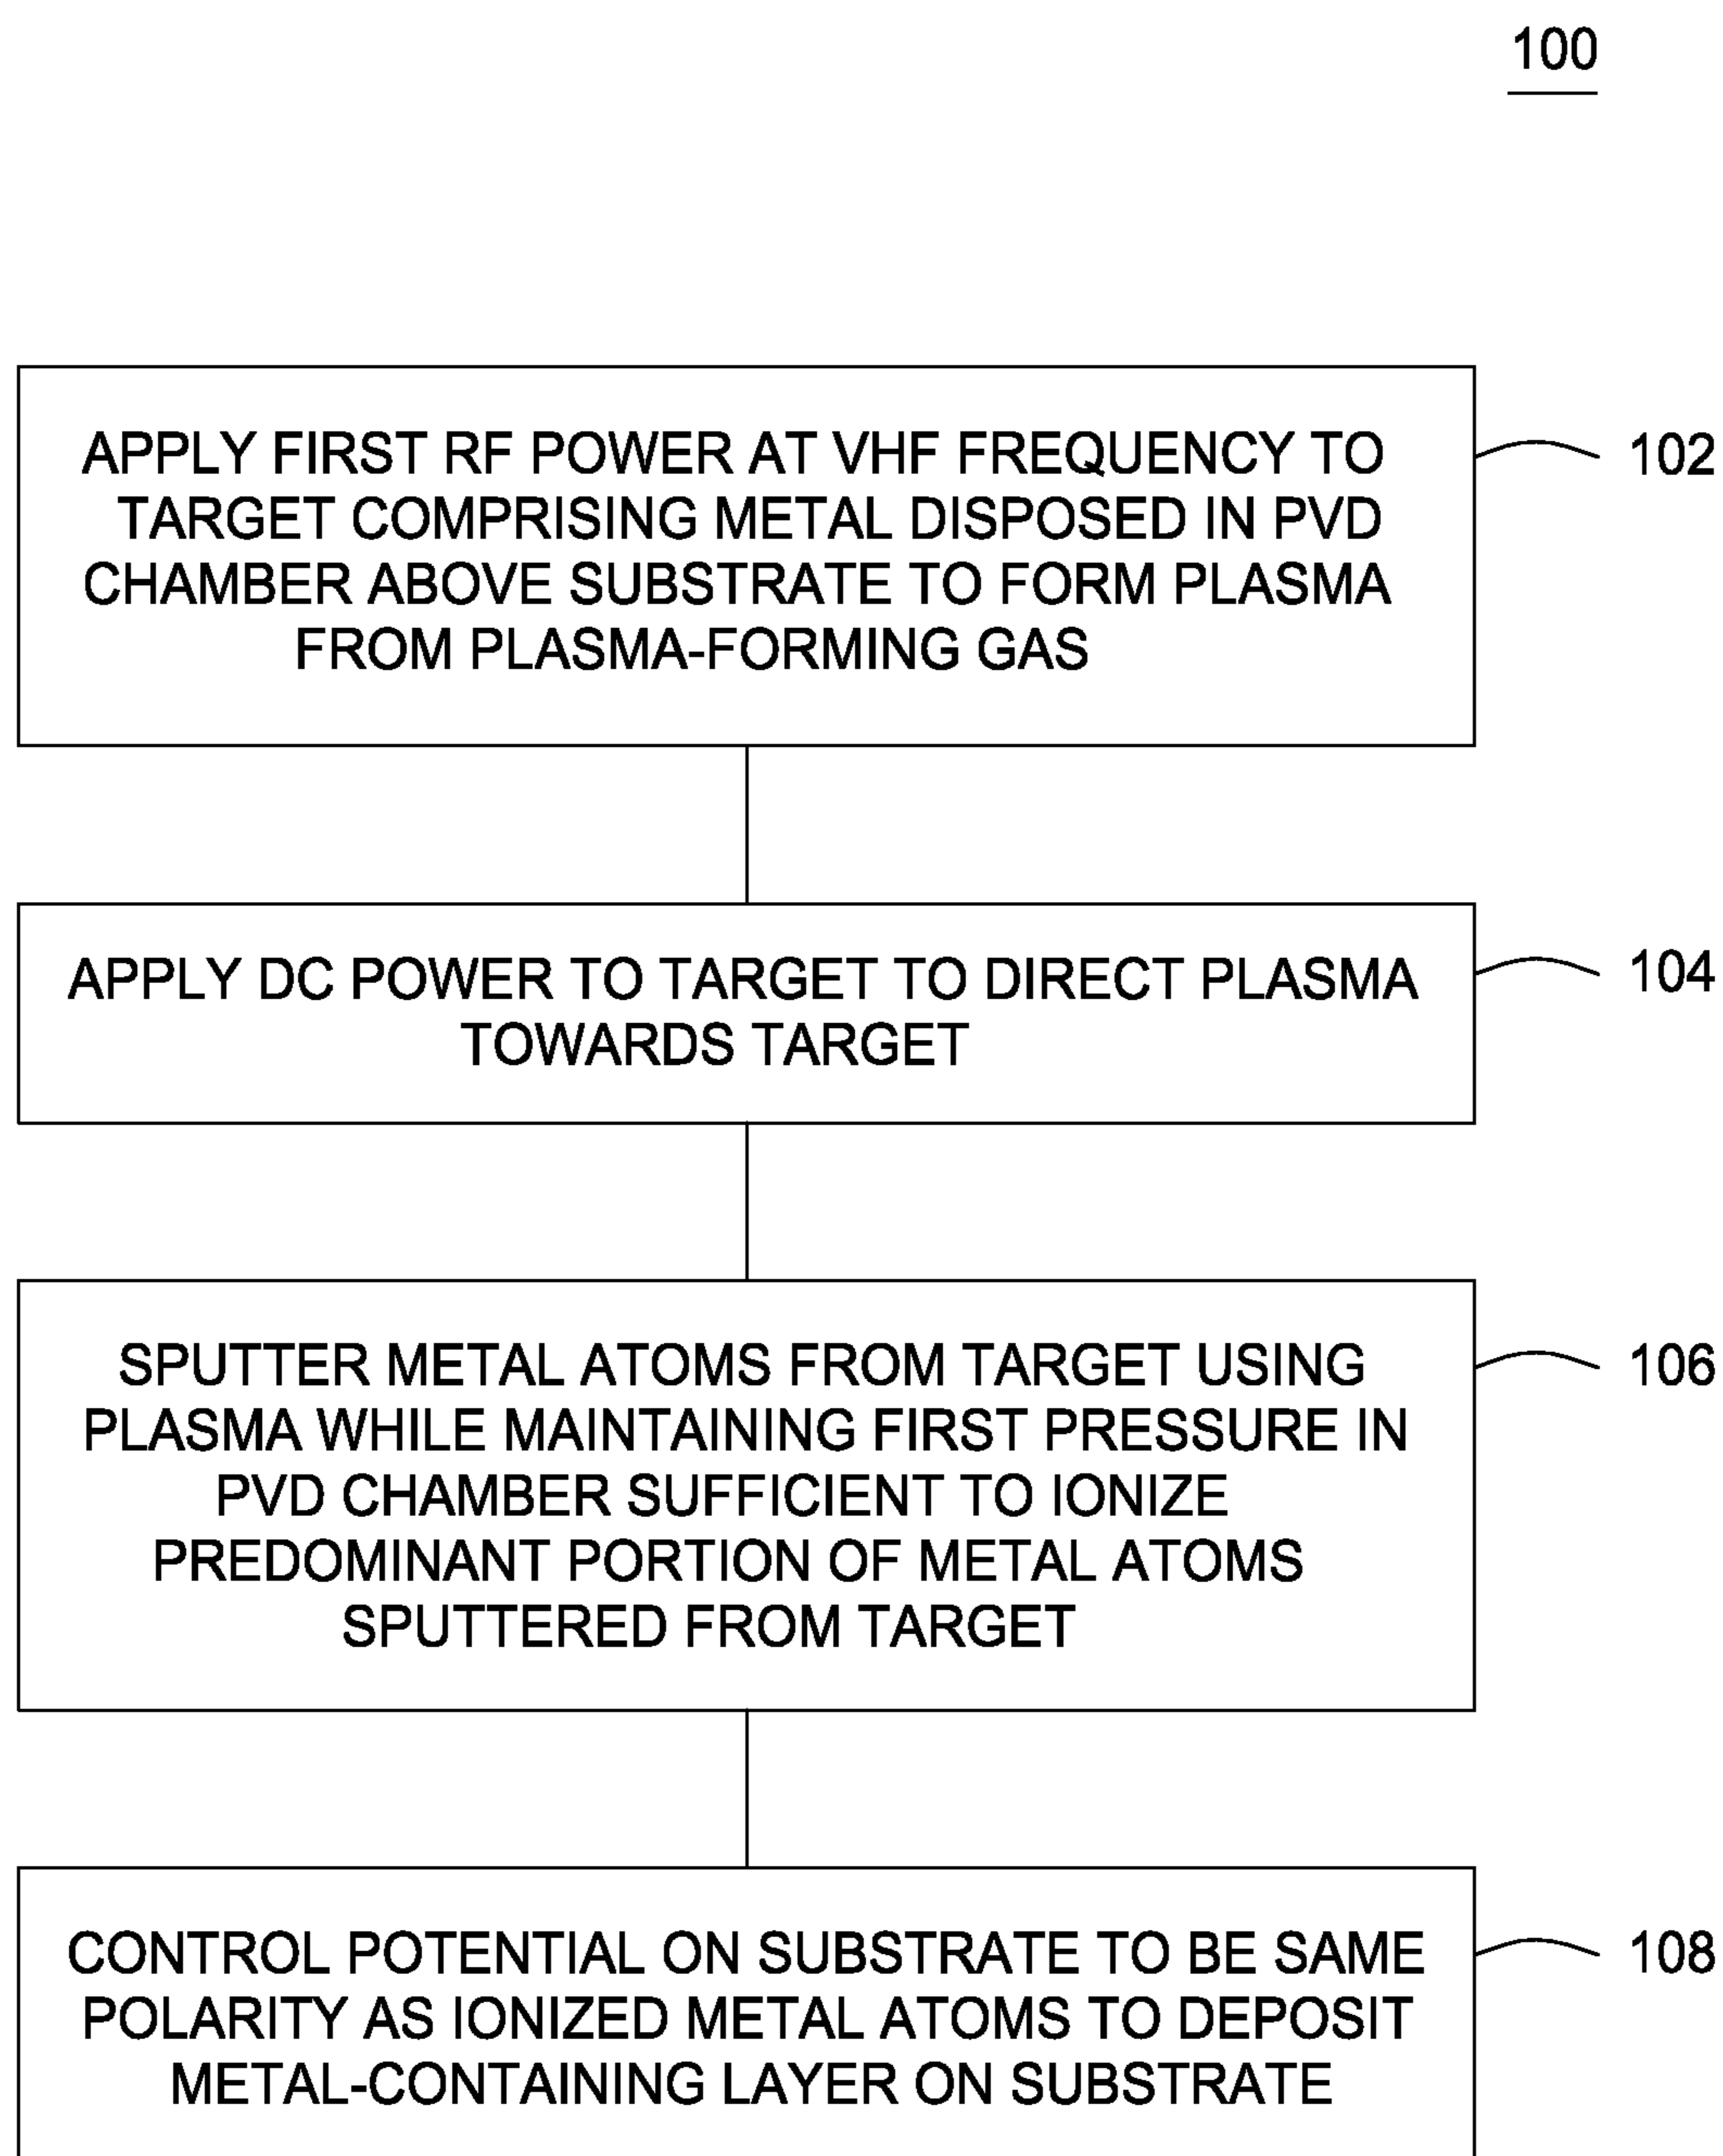 100
APPLY FIRST RF POWER AT VHF FREQUENCY TO
TARGET COMPRISING METAL DISPOSED IN PVD
CHAMBER ABOVE SUBSTRATE TO FORM PLASMA
FROM PLASMA-FORMING GAS
102
APPLY DC POWER TO TARGET TO DIRECT PLASMA
TOWARDS TARGET
104
SPUTTER METAL ATOMS FROM TARGET USING
PLASMA WHILE MAINTAINING FIRST PRESSURE IN
PVD CHAMBER SUFFICIENT TO IONIZE
PREDOMINANT PORTION OF METAL ATOMS
SPUTTERED FROM TARGET
106
CONTROL POTENTIAL ON SUBSTRATE TO BE SAME
POLARITY AS IONIZED METAL ATOMS TO DEPOSIT
METAL-CONTAINING LAYER ON SUBSTRATE
108